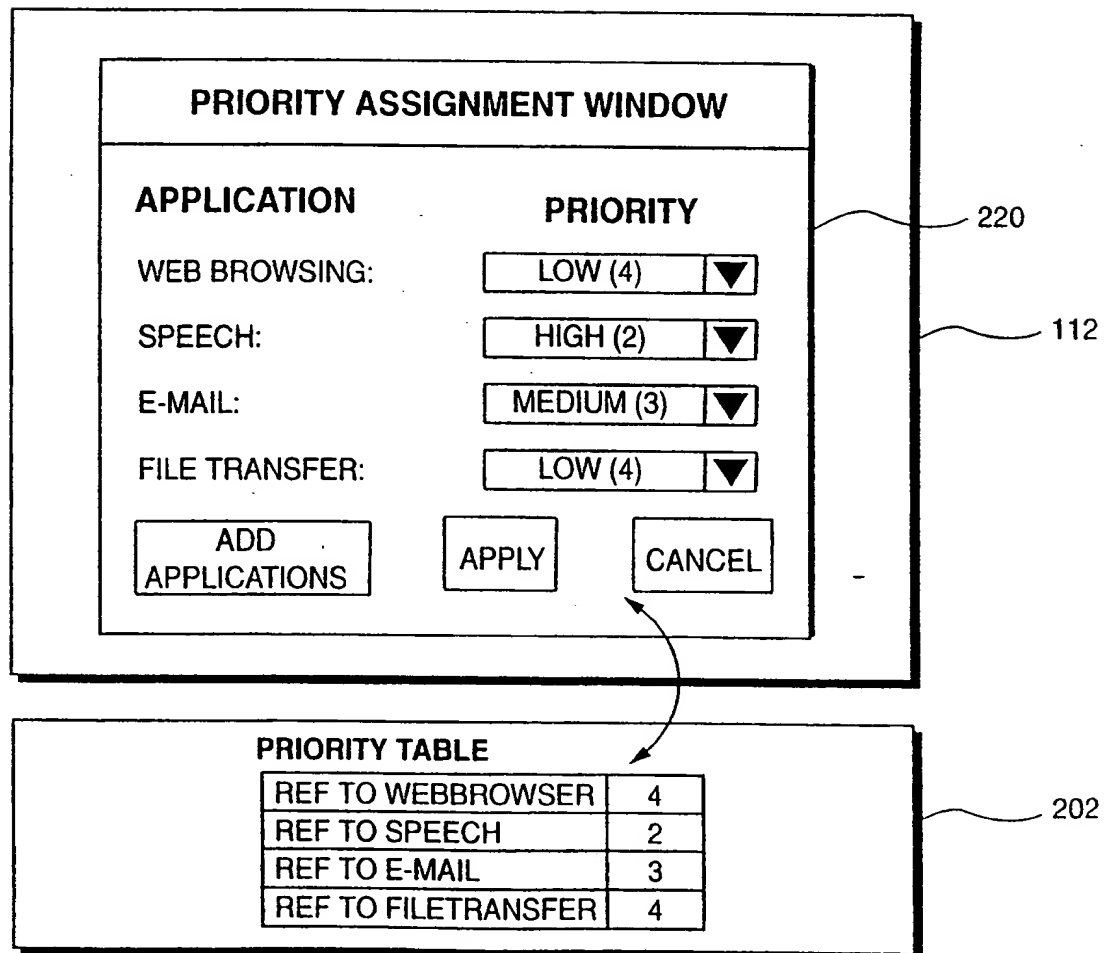 PRIORITY ASSIGNMENT WINDOW
APPLICATION PRIORITY
WEB BROWSING: LOW (4)
SPEECH: HIGH (2)
E-MAIL: MEDIUM (3)
FILE TRANSFER: LOW (4)
ADD
APPLICATIONS
APPLY
CANCEL
220
112
PRIORITY TABLE
REF TO WEBBROWSER 4
REF TO SPEECH 2
REF TO E-MAIL 3
REF TO FILETRANSFER 4
202